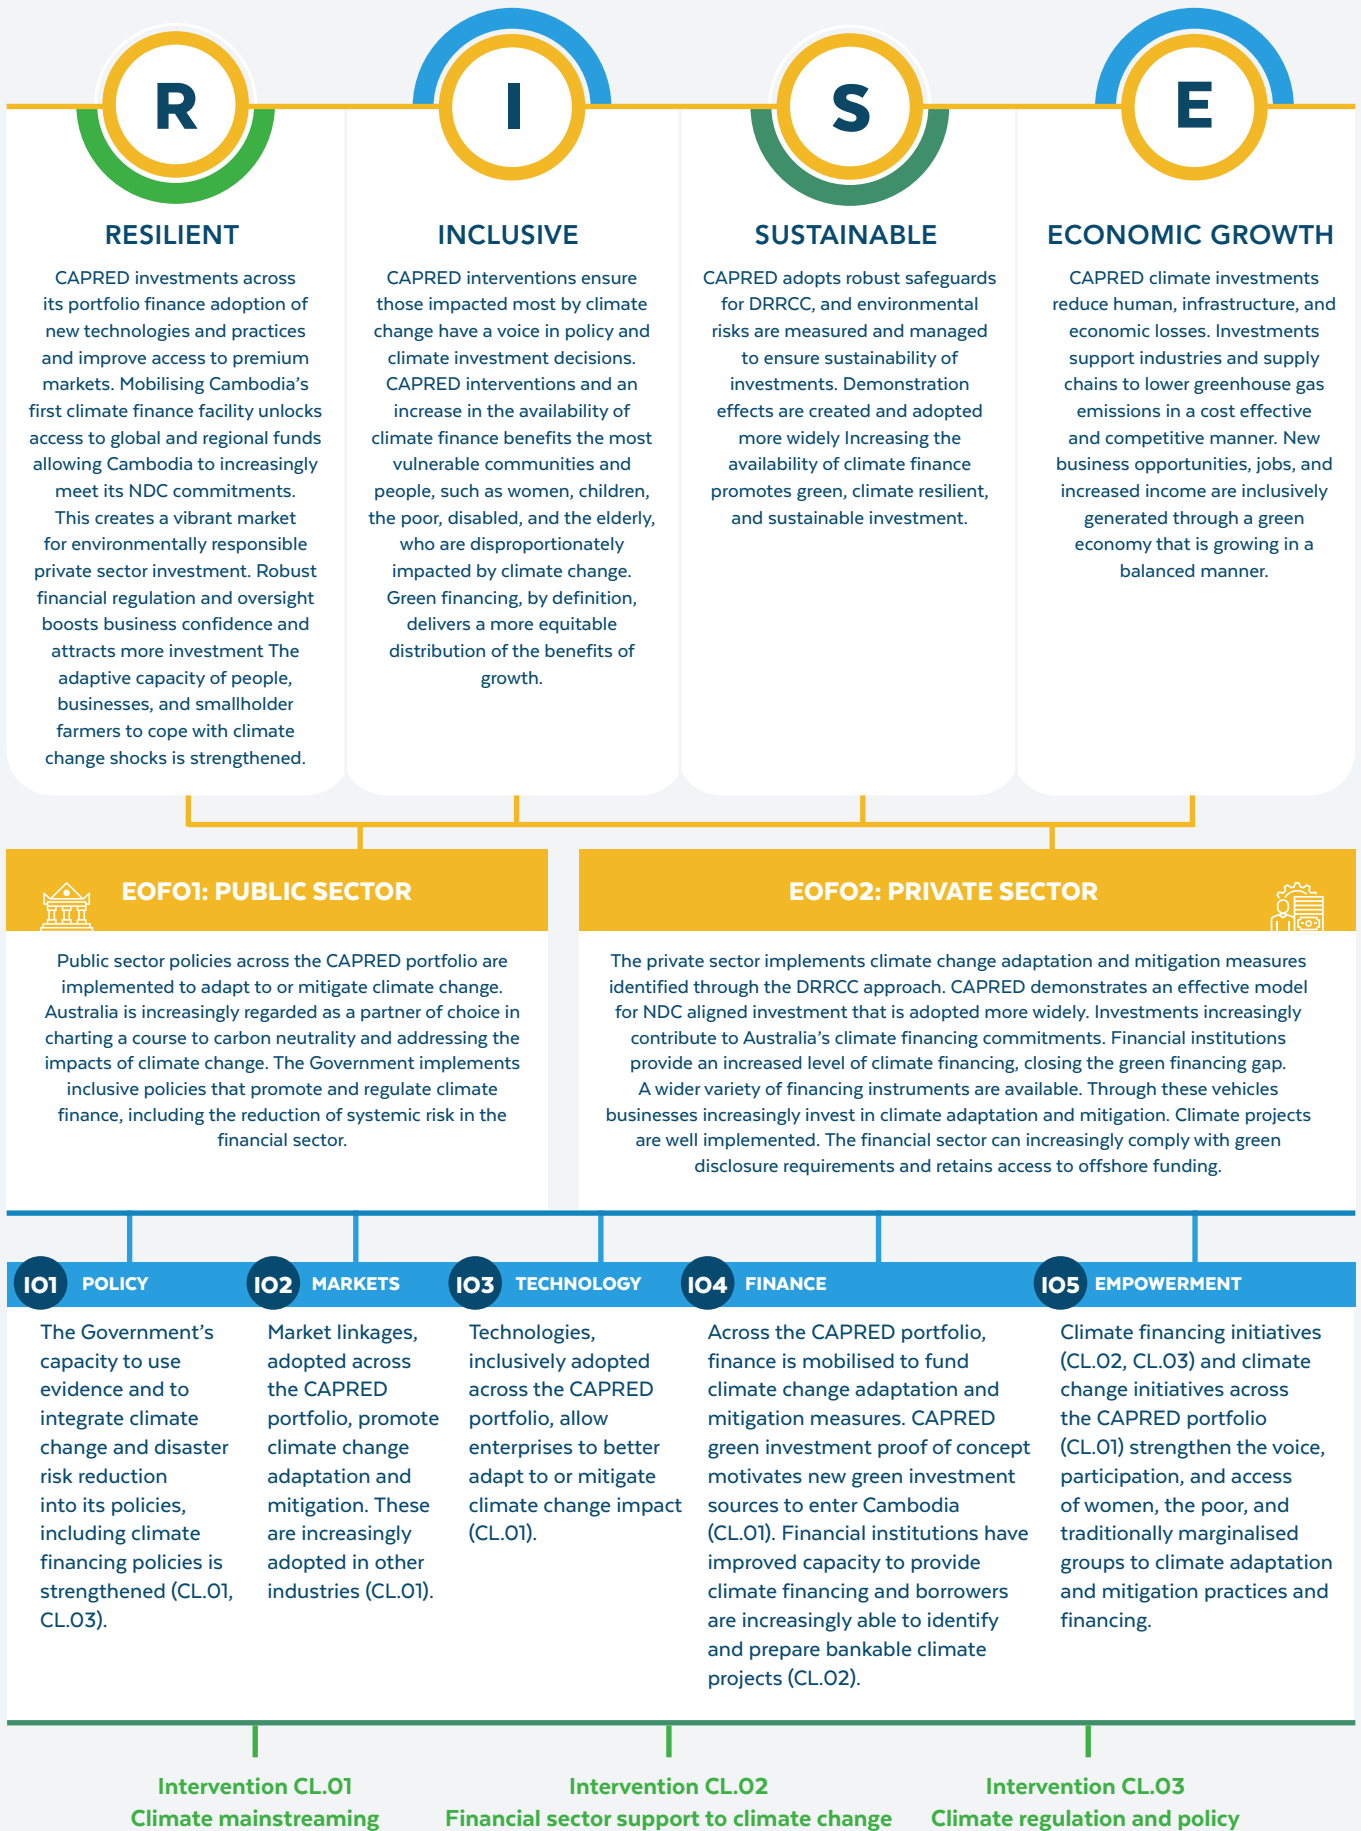 R
I
S
E
RESILIENT
CAPRED investments across
its portfolio finance adoption of
new technologies and practices
and improve access to premium
markets. Mobilising Cambodia's
first climate finance facility unlocks
access to global and regional funds
allowing Cambodia to increasingly
meet its NDC commitments.
This creates a vibrant market
for environmentally responsible
private sector investment. Robust
financial regulation and oversight
boosts business confidence and
attracts more investment The
adaptive capacity of people,
businesses, and smallholder
farmers to cope with climate
change shocks is strengthened.
INCLUSIVE
CAPRED interventions ensure
those impacted most by climate
change have a voice in policy and
climate investment decisions.
CAPRED interventions and an
increase in the availability of
climate finance benefits the most
vulnerable communities and
people, such as women, children,
the poor, disabled, and the elderly,
who are disproportionately
impacted by climate change.
Green financing, by definition,
delivers a more equitable
distribution of the benefits of
growth.
SUSTAINABLE
CAPRED adopts robust safeguards
for DRRCC, and environmental
risks are measured and managed
to ensure sustainability of
investments. Demonstration
effects are created and adopted
more widely Increasing the
availability of climate finance
promotes green, climate resilient,
and sustainable investment.
ECONOMIC GROWTH
CAPRED climate investments
reduce human, infrastructure, and
economic losses. Investments
support industries and supply
chains to lower greenhouse gas
emissions in a cost effective
and competitive manner. New
business opportunities, jobs, and
increased income are inclusively
generated through a green
economy that is growing in a
balanced manner.
EOFO1: PUBLIC SECTOR
Public sector policies across the CAPRED portfolio are
implemented to adapt to or mitigate climate change.
Australia is increasingly regarded as a partner of choice in
charting a course to carbon neutrality and addressing the
impacts of climate change. The Government implements
inclusive policies that promote and regulate climate
finance, including the reduction of systemic risk in the
financial sector.
EOFO2: PRIVATE SECTOR
The private sector implements climate change adaptation and mitigation measures
identified through the DRRCC approach. CAPRED demonstrates an effective model
for NDC aligned investment that is adopted more widely. Investments increasingly
contribute to Australia's climate financing commitments. Financial institutions
provide an increased level of climate financing, closing the green financing gap.
A wider variety of financing instruments are available. Through these vehicles
businesses increasingly invest in climate adaptation and mitigation. Climate projects
are well implemented. The financial sector can increasingly comply with green
disclosure requirements and retains access to offshore funding.
IO1 POLICY
The Government's
capacity to use
evidence and to
integrate climate
change and disaster
risk reduction
into its policies,
including climate
financing policies is
strengthened (CL.01,
CL.03).
IO2 MARKETS
Market linkages,
adopted across
the CAPRED
portfolio, promote
climate change
adaptation and
mitigation. These
are increasingly
adopted in other
industries (CL.01).
IO3 TECHNOLOGY
Technologies,
inclusively adopted
across the CAPRED
portfolio, allow
enterprises to better
adapt to or mitigate
climate change impact
(CL.01).
IO4 FINANCE
Across the CAPRED portfolio,
finance is mobilised to fund
climate change adaptation and
mitigation measures. CAPRED
green investment proof of concept
motivates new green investment
sources to enter Cambodia
(CL.01). Financial institutions have
improved capacity to provide
climate financing and borrowers
are increasingly able to identify
and prepare bankable climate
projects (CL.02).
IO5 EMPOWERMENT
Climate financing initiatives
(CL.02, CL.03) and climate
change initiatives across
the CAPRED portfolio
(CL.01) strengthen the voice,
participation, and access
of women, the poor, and
traditionally marginalised
groups to climate adaptation
and mitigation practices and
financing.
Intervention CL.01
Climate mainstreaming
Intervention CL.02
Financial sector support to climate change
Intervention CL.03
Climate regulation and policy